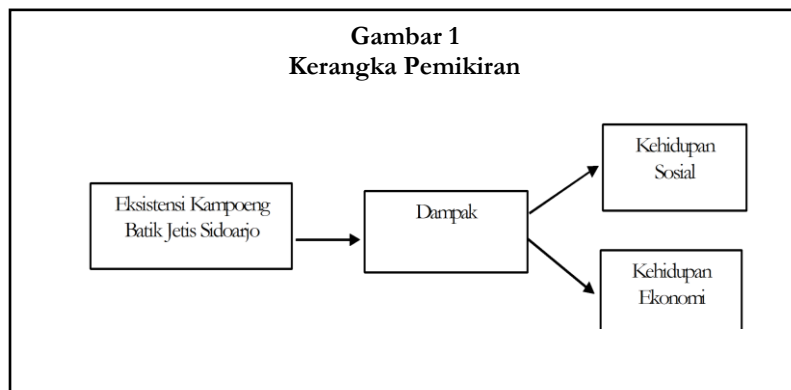 Gambar 1
Kerangka Pemikiran
Eksistensi Kampoeng
Batik Jetis Sidoarjo
Dampak
Kehidupan
Sosial
Kehidupan
Ekonomi